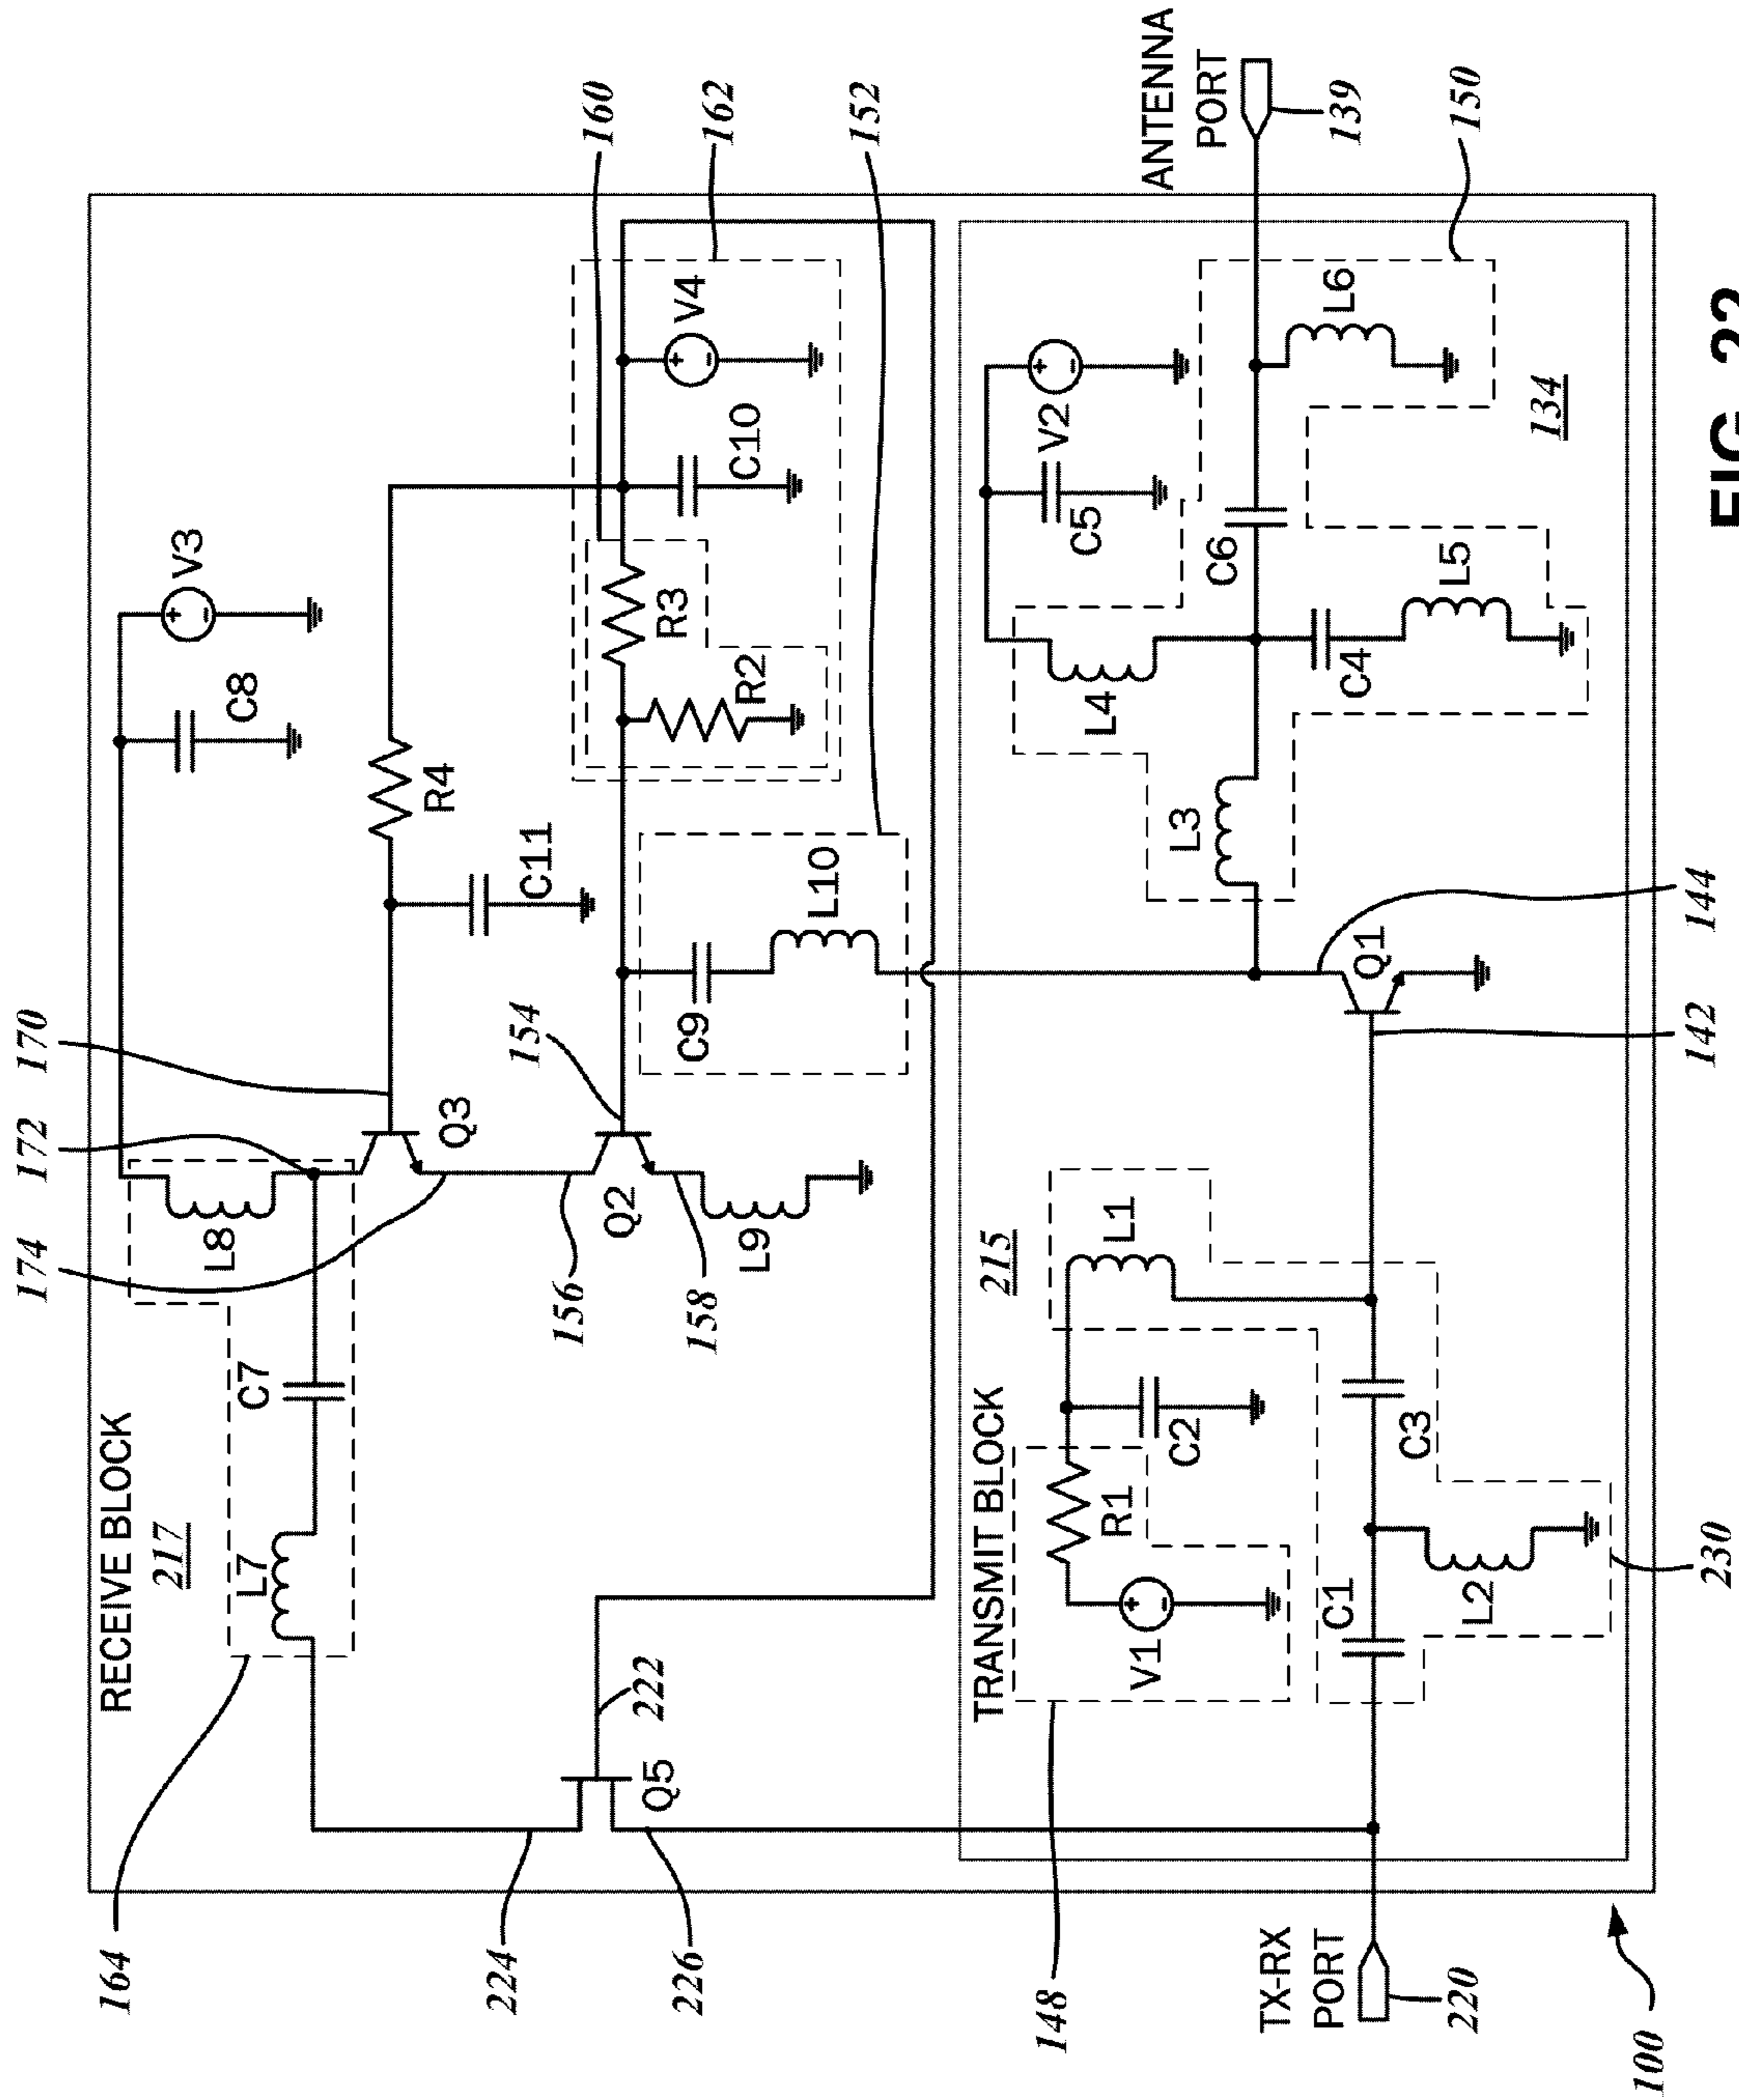 RECEIVE BLOCK
217
164
174
172
170
L7
C7
L8
Q3
R4
C11
C8
V3
160
162
152
154
156
158
Q2
L9
C9
L10
R2
R3
C10
V4
224
226
222
Q5
TRANSMIT BLOCK
215
148
V1
R1
C2
L1
C1
L2
C3
230
142
144
Q1
L3
L4
C4
L5
C5
V2
C6
L6
134
150
ANTENNA
PORT
139
TX-RX
PORT
220
100
FIG. 22